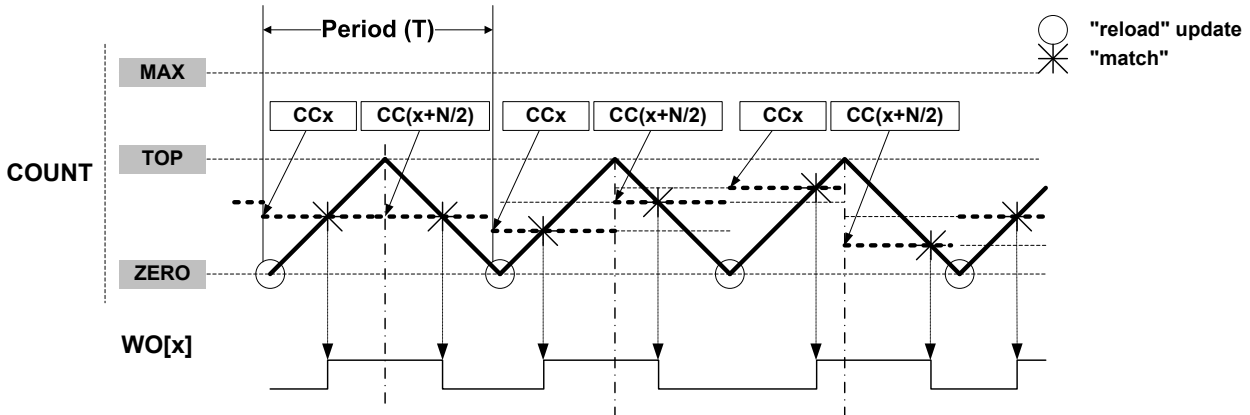 Period (T)
"reload" update
"match"
MAX
CCx
CC(x+N/2)
CCx
CC(x+N/2)
CCx
CC(x+N/2)
TOP
COUNT
ZERO
WO[x]